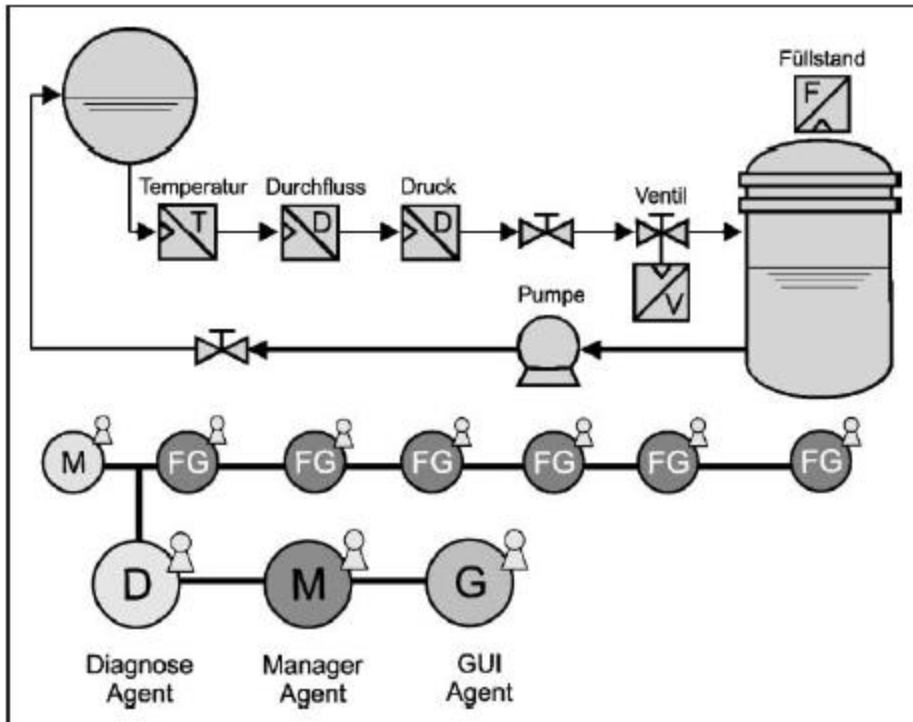 Füllstand
F
Temperatur
Durchfluss
Druck
Ventil
T
D
D
V
Pumpe
M
FG
FG
FG
FG
FG
FG
D
M
G
Diagnose
Agent
Manager
Agent
GUI
Agent